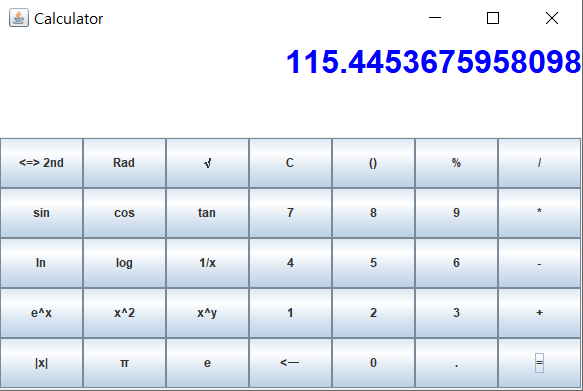 Calculator
115.4453675958098
<=> 2nd Rad √ C () % /
sin cos tan 7 8 9 *
ln log 1/x 4 5 6 -
e^x x^2 x^y 1 2 3 +
|x| π e <— 0 . =